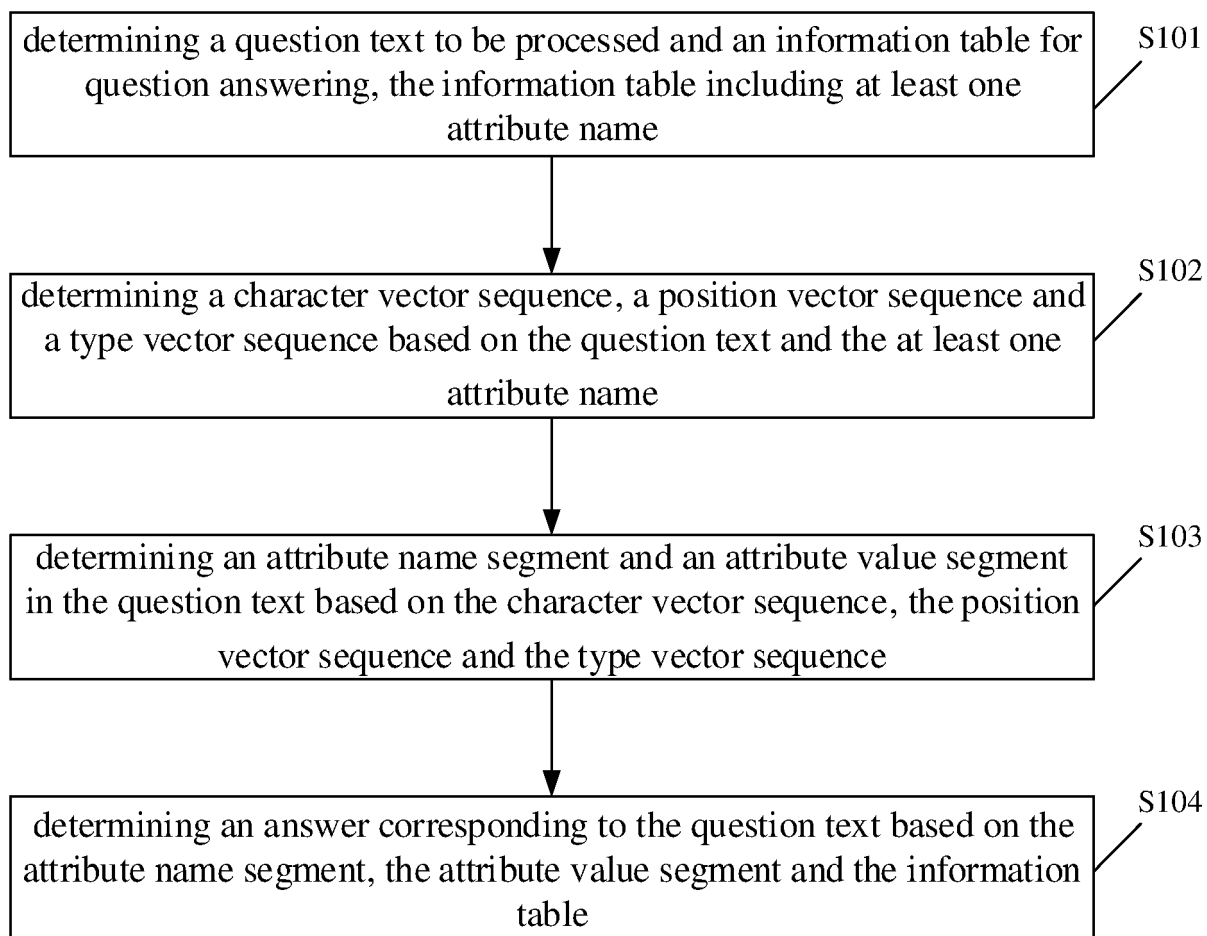 determining a question text to be processed and an information table for
question answering, the information table including at least one
attribute name
S101
determining a character vector sequence, a position vector sequence and
a type vector sequence based on the question text and the at least one
attribute name
S102
determining an attribute name segment and an attribute value segment
in the question text based on the character vector sequence, the position
vector sequence and the type vector sequence
S103
determining an answer corresponding to the question text based on the
attribute name segment, the attribute value segment and the information
table
S104